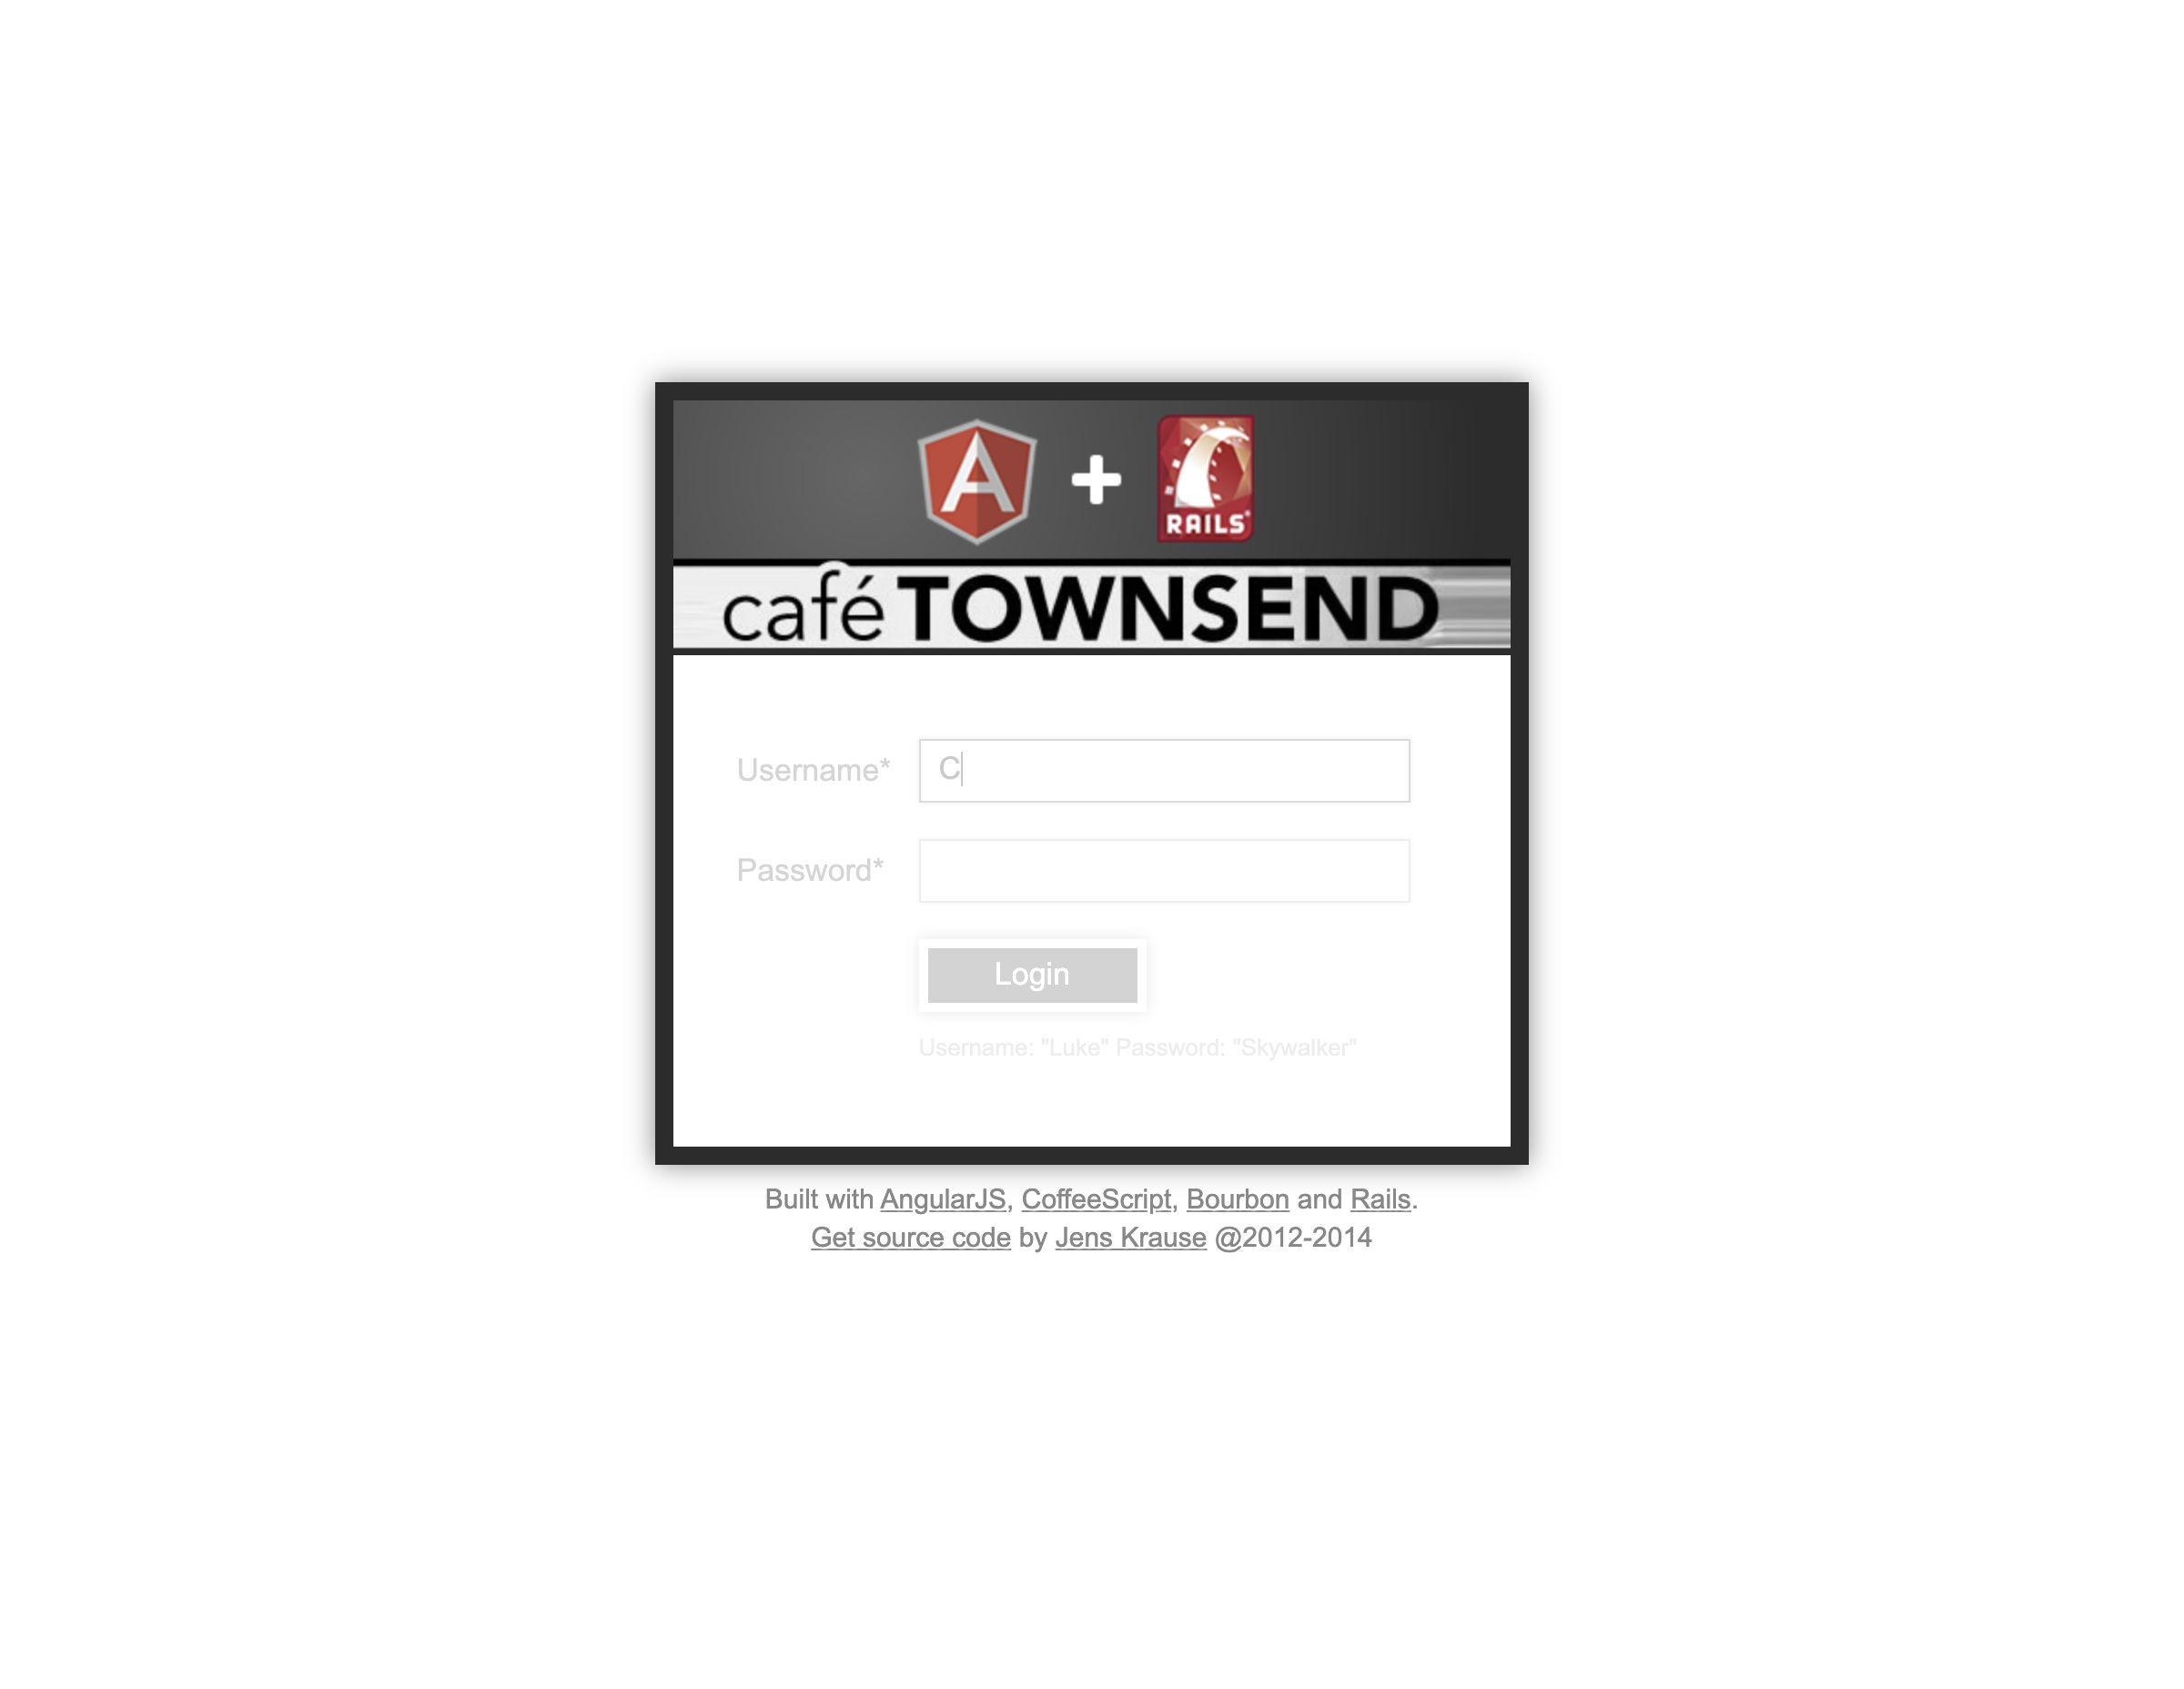 A
RAILS
café TOWNSEND
Username* C
Password*
Login
Username: "Luke" Password: "Skywalker"
Built with AngularJS, CoffeeScript, Bourbon and Rails.
Get source code by Jens Krause @2012-2014